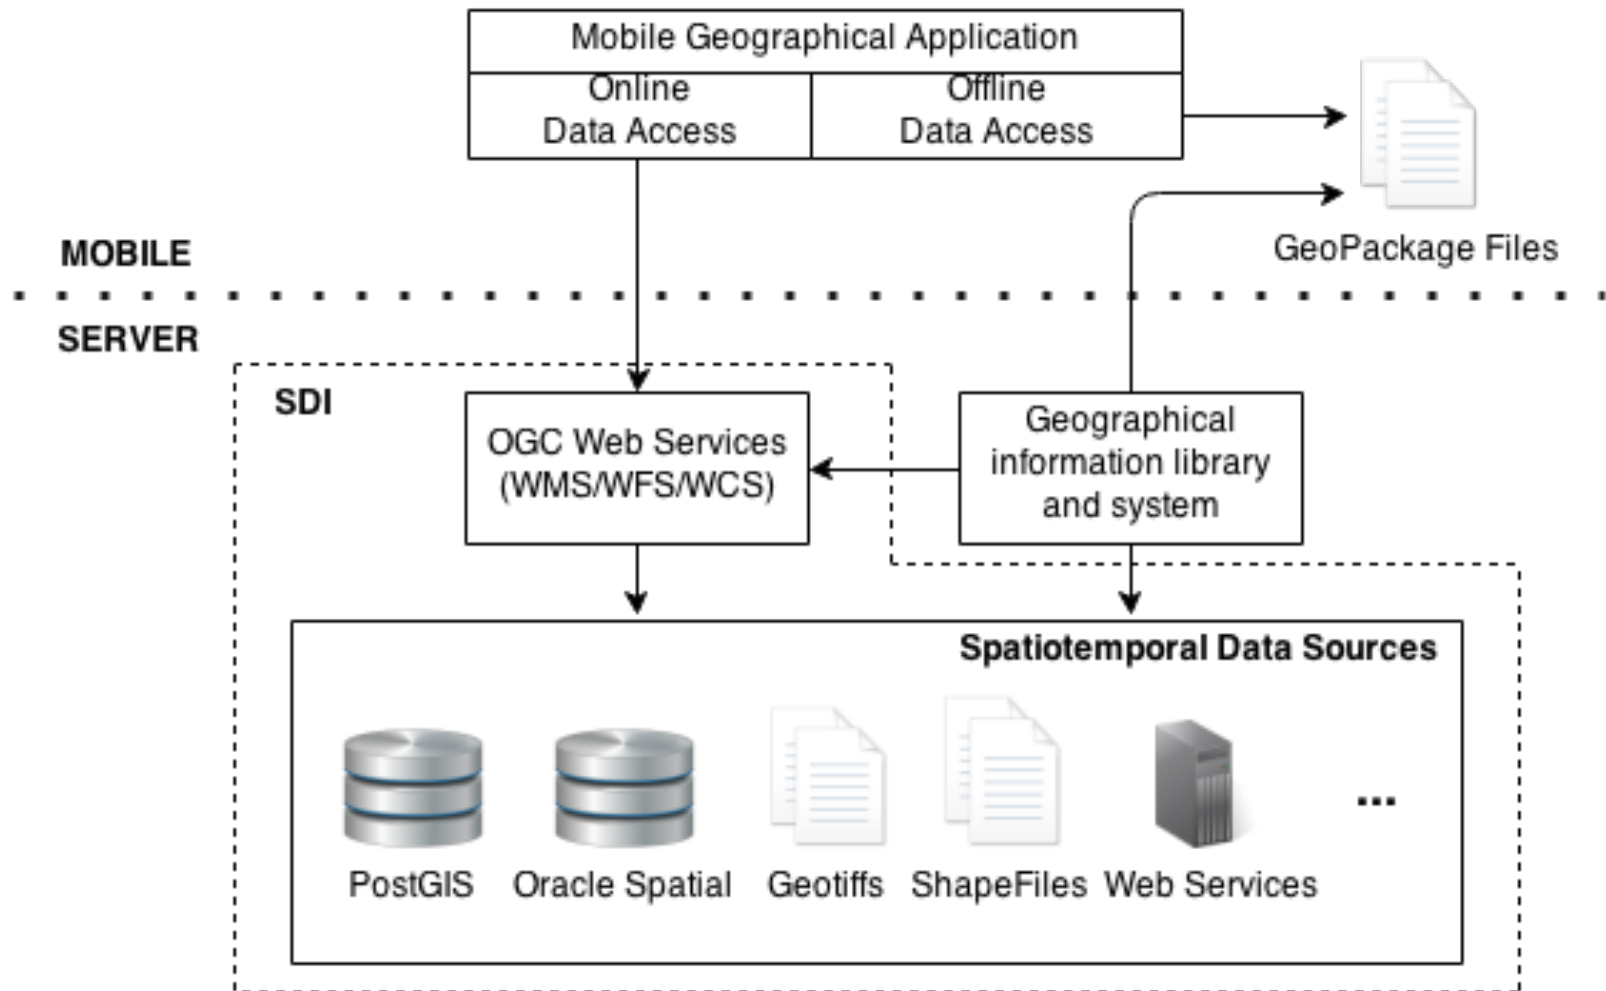 Mobile Geographical Application
Online
Data Access
Offline
Data Access
GeoPackage Files
MOBILE
SERVER
SDI
OGC Web Services
(WMS/WFS/WCS)
Geographical
information library
and system
Spatiotemporal Data Sources
PostGIS
Oracle Spatial
Geotiffs
ShapeFiles
Web Services
...